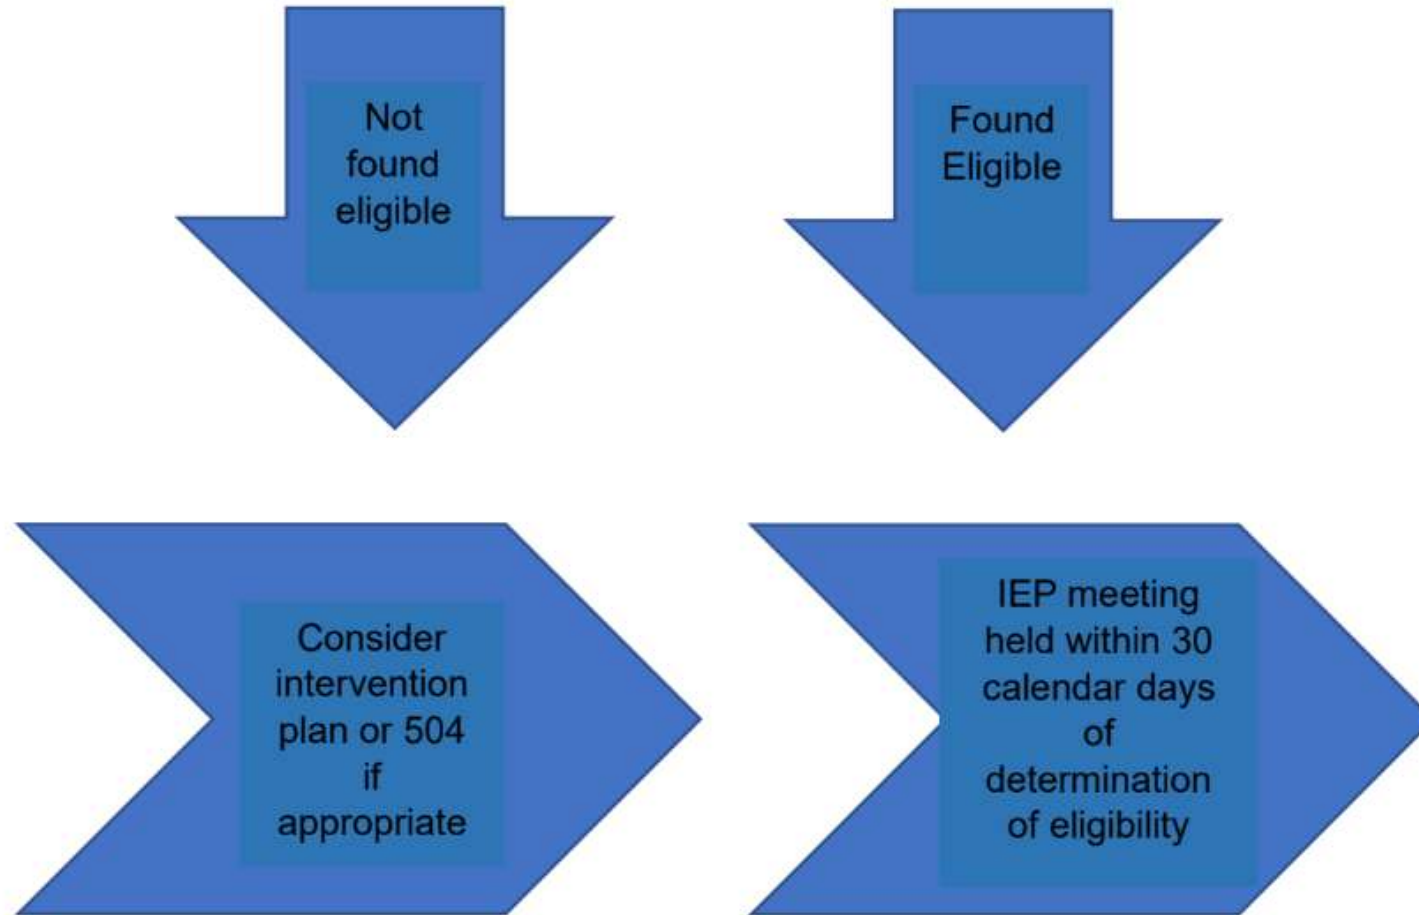 Not
found
eligible
Found
Eligible
Consider
intervention
plan or 504
if
appropriate
IEP meeting
held within 30
calendar days
of
determination
of eligibility